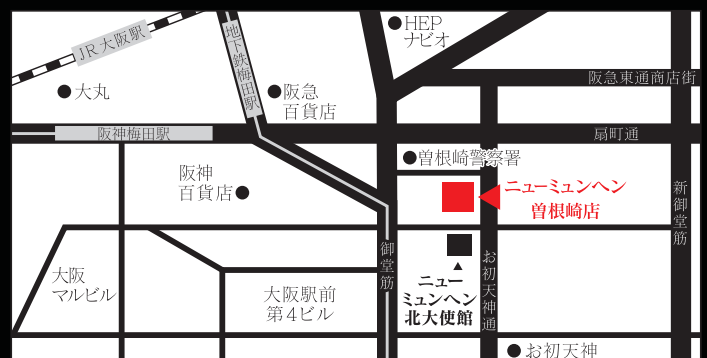 HEP
ナビオ
JR大阪駅
地下鉄梅田駅
阪急東通商店街
大丸
阪急
百貨店
阪神梅田駅
扇町通
曽根崎警察署
阪神
百貨店
ニューミュンヘン
曽根崎店
新御堂筋
御堂筋
お初天神通
大阪
マルビル
ニュー
ミュンヘン
北大使館
大阪駅前
第4ビル
お初天神